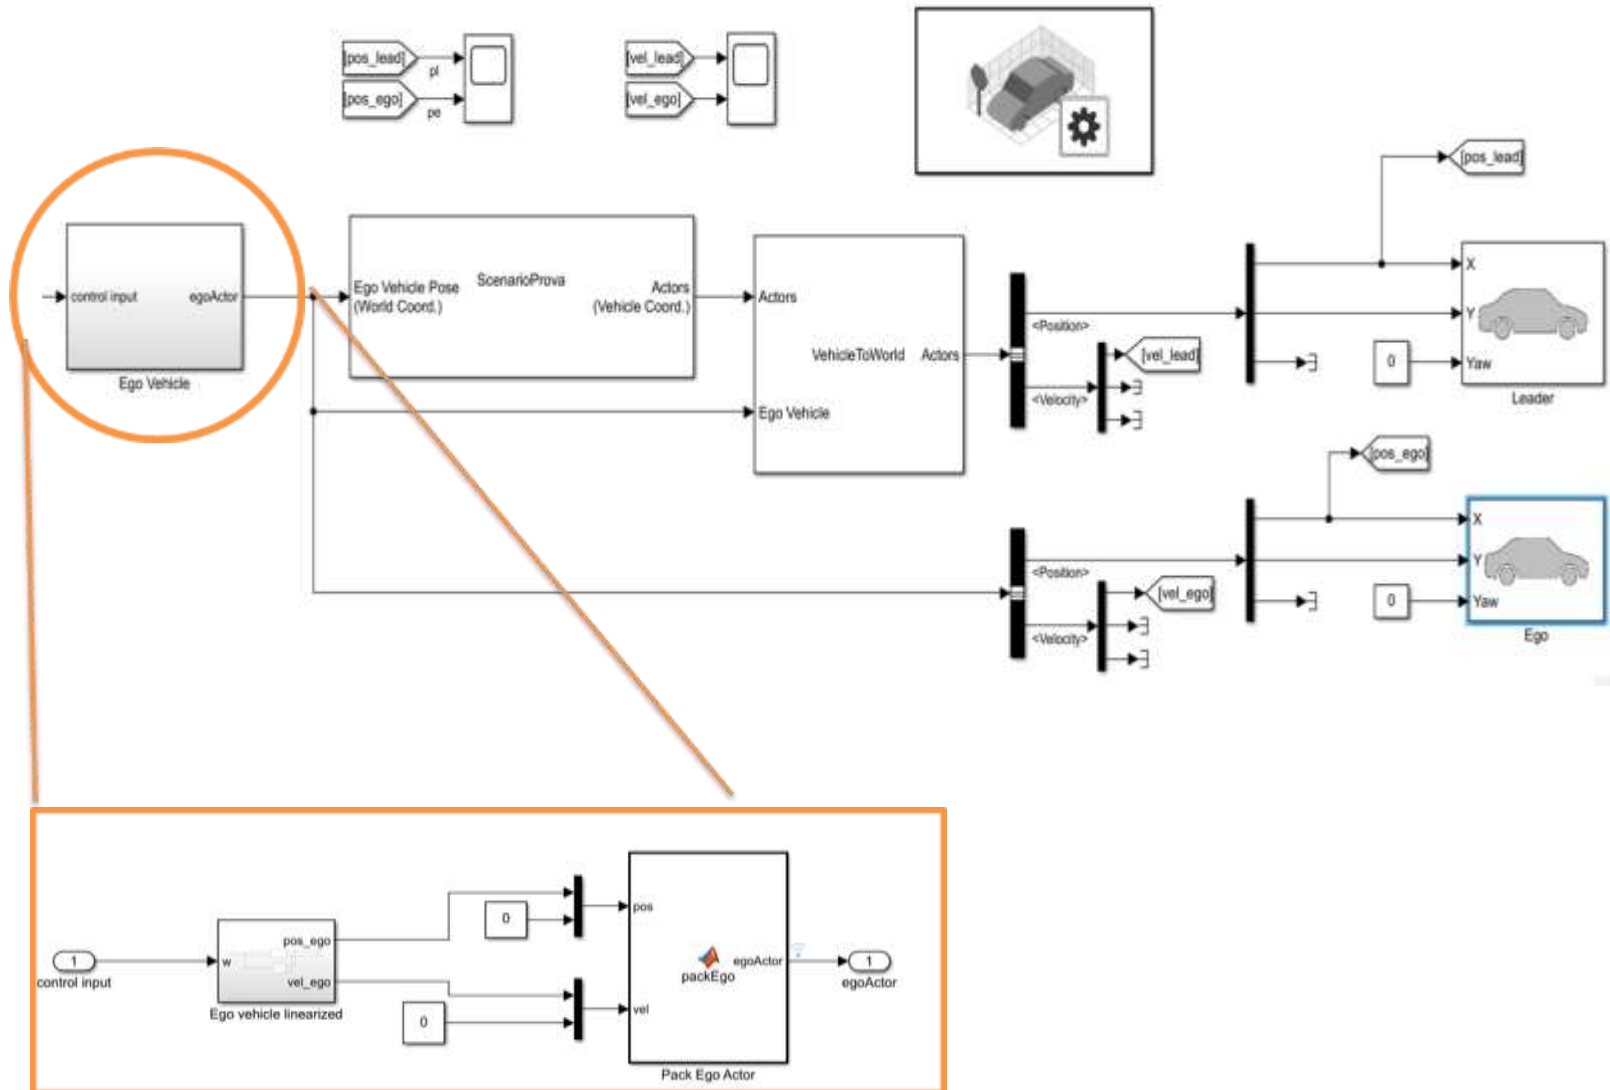 [pos_lead]
pl
[pos_ego]
pe
[vel_lead]
[vel_ego]
[pos_lead]
control input
egoActor
Ego Vehicle
Ego Vehicle Pose
(World Coord.)
ScenarioProva
Actors
(Vehicle Coord.)
Actors
Ego Vehicle
VehicleToWorld
Actors
<Position>
<Velocity>
[vel_lead]
X
Y
0
Yaw
Leader
[pos_ego]
<Position>
<Velocity>
[vel_ego]
X
Y
0
Yaw
Ego
1
control input
w
pos_ego
vel_ego
Ego vehicle linearized
0
0
pos
vel
packEgo
egoActor
Pack Ego Actor
1
egoActor